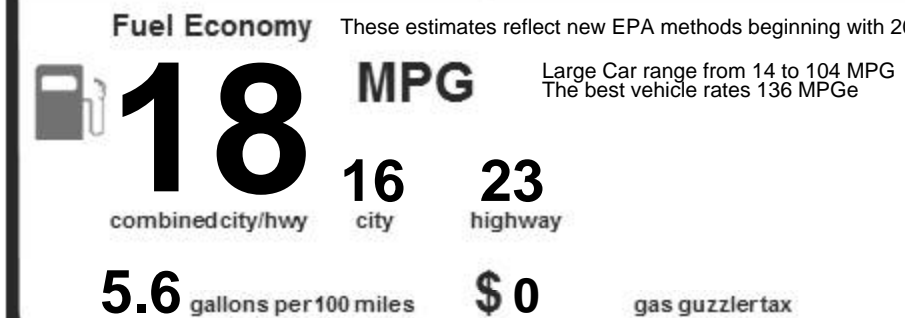 Fuel Economy These estimates reflect new EPA methods beginning with
18 MPG Large Car range from 14 to 104 MPG
The best vehicle rates 136 MPGe
16 23
combined city/hwy city highway
5.6 gallons per 100 miles $ 0 gas guzzler tax